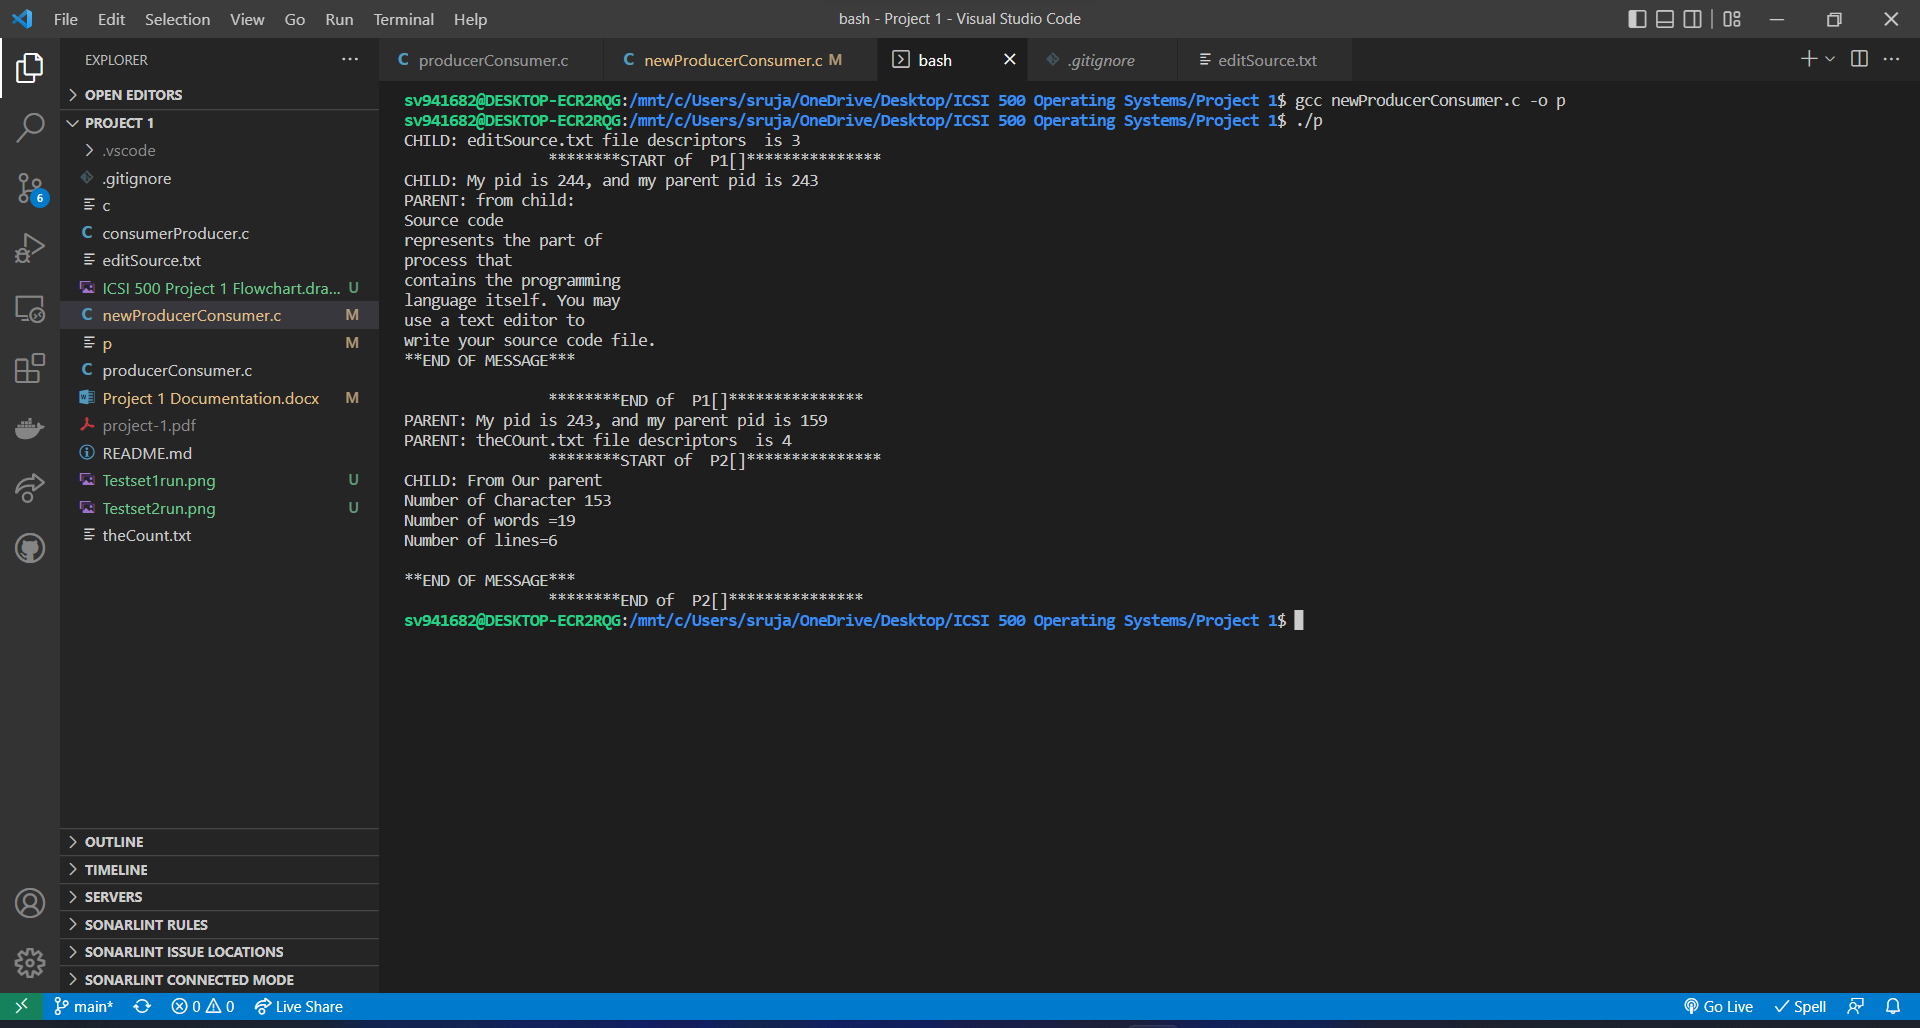 File Edit Selection View Go Run Terminal Help
bash - Project 1 - Visual Studio Code
EXPLORER
OPEN EDITORS
PROJECT 1
.vscode
.gitignore
c
consumerProducer.c
editSource.txt
ICSI 500 Project 1 Flowchart.dra... U
newProducerConsumer.c M
p M
producerConsumer.c
Project 1 Documentation.docx M
project-1.pdf
README.md
Testset1run.png U
Testset2run.png U
theCount.txt
OUTLINE
TIMELINE
SERVERS
SONARLINT RULES
SONARLINT ISSUE LOCATIONS
SONARLINT CONNECTED MODE
6
C producerConsumer.c
C newProducerConsumer.c M
bash
.gitignore
editSource.txt
sv941682@DESKTOP-ECR2RQG:/mnt/c/Users/sruja/OneDrive/Desktop/ICSI 500 Operating Systems/Project 1$ gcc newProducerConsumer.c -o p
sv941682@DESKTOP-ECR2RQG:/mnt/c/Users/sruja/OneDrive/Desktop/ICSI 500 Operating Systems/Project 1$ ./p
CHILD: editSource.txt file descriptors  is 3
********START of  P1[]***************
CHILD: My pid is 244, and my parent pid is 243
PARENT: from child:
Source code
represents the part of
process that
contains the programming
language itself. You may
use a text editor to
write your source code file.
**END OF MESSAGE***
********END of  P1[]***************
PARENT: My pid is 243, and my parent pid is 159
PARENT: theCOunt.txt file descriptors  is 4
********START of  P2[]***************
CHILD: From Our parent
Number of Character 153
Number of words =19
Number of lines=6
**END OF MESSAGE***
********END of  P2[]***************
sv941682@DESKTOP-ECR2RQG:/mnt/c/Users/sruja/OneDrive/Desktop/ICSI 500 Operating Systems/Project 1$
main* 0 0 Live Share
Go Live Spell